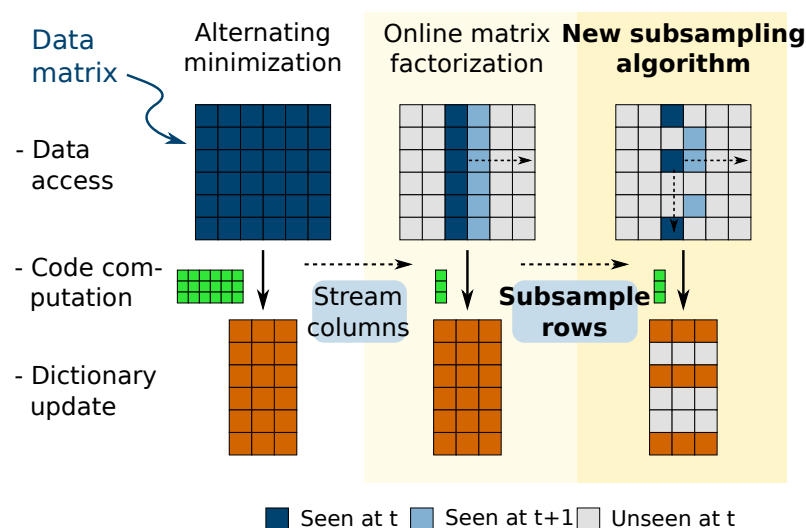 Data
matrix
Alternating
minimization
Online matrix
factorization
New subsampling
algorithm
- Data
access
- Code com-
putation
Stream
columns
Subsample
rows
- Dictionary
update
Seen at t
Seen at t+1
Unseen at t